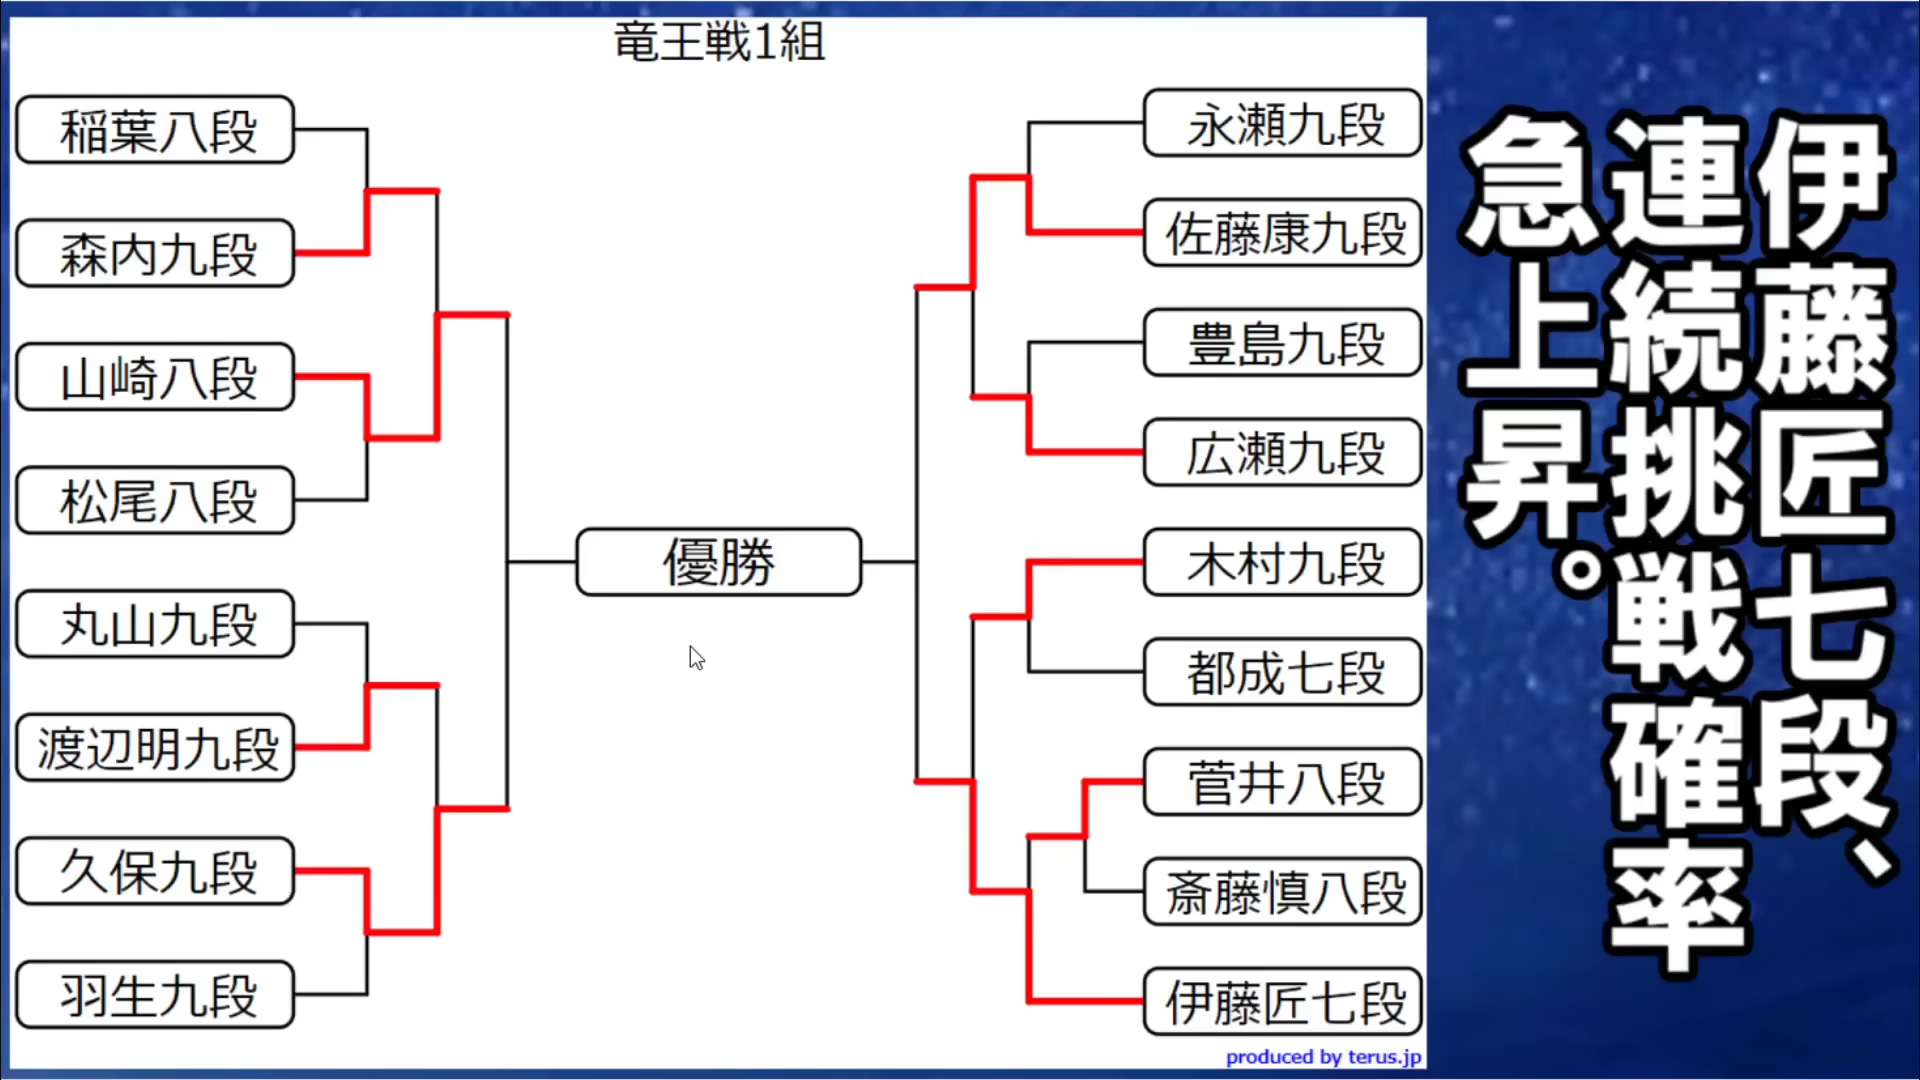 竜王戦1組
稲葉八段
森内九段
山崎八段
松尾八段
丸山九段
渡辺明九段
久保九段
羽生九段
優勝
永瀬九段
佐藤康九段
豊島九段
広瀬九段
木村九段
都成七段
菅井八段
斎藤慎八段
伊藤匠七段
produced by terus.jp
伊藤匠七段、
連続挑戦確率
急上昇。